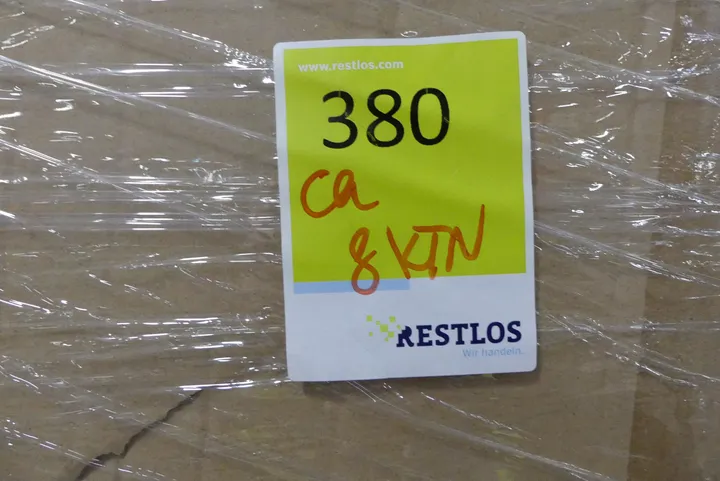 www.restlos.com
380
ca
8 KTN
RESTLOS
Wir handeln.